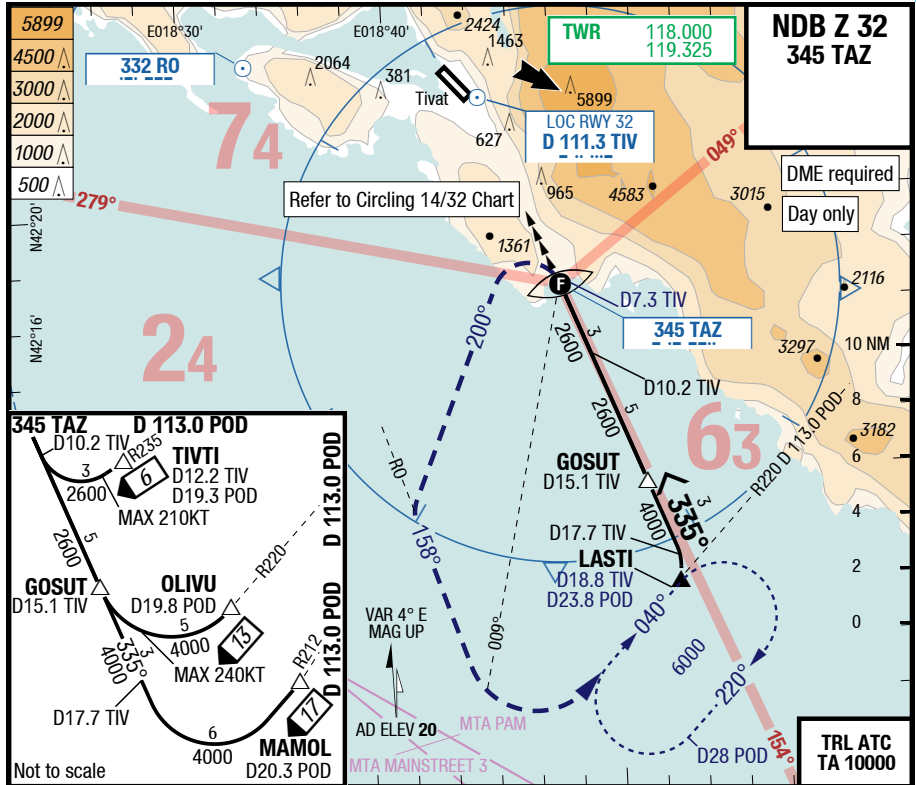 5899
4500
3000
2000
1000
500
E018°30'
E018°40'
332 RO
2064
381
2424
1463
TWR 118.000
119.325
NDB Z 32
345 TAZ
Tivat
5899
LOC RWY 32
D 111.3 TIV
627
965
74
049°
4583
3015
DME required
Day only
279°
Refer to Circling 14/32 Chart
N42°20'
1361
F
D7.3 TIV
345 TAZ
2116
200°
3
2600
N42°16'
24
3297
10 NM
D10.2 TIV
8
5
2600
63
3182
6
R220 D 113.0 POD
GOSUT
D15.1 TIV
4
3
4000
335°
RO
D17.7 TIV
158°
LASTI
D18.8 TIV
D23.8 POD
2
040°
0
009°
6000
220°
VAR 4° E
MAG UP
AD ELEV 20
MTA PAM
MTA MAINSTREET 3
D28 POD
154°
TRL ATC
TA 10000
345 TAZ
D 113.0 POD
D10.2 TIV
R235
TIVTI
D12.2 TIV
D19.3 POD
3
2600
6
MAX 210KT
D 113.0 POD
5
2600
R220
GOSUT
D15.1 TIV
OLIVU
D19.8 POD
5
4000
13
MAX 240KT
3
335°
4000
R212
D 113.0 POD
D17.7 TIV
6
4000
17
MAMOL
D20.3 POD
Not to scale